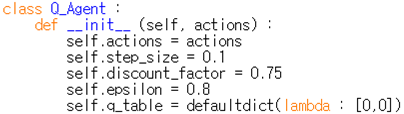 class Q_Agent :
    def __init__ (self, actions) :
        self.actions = actions
        self.step_size = 0.1
        self.discount_factor = 0.75
        self.epsilon = 0.8
        self.q_table = defaultdict(lambda : [0,0])